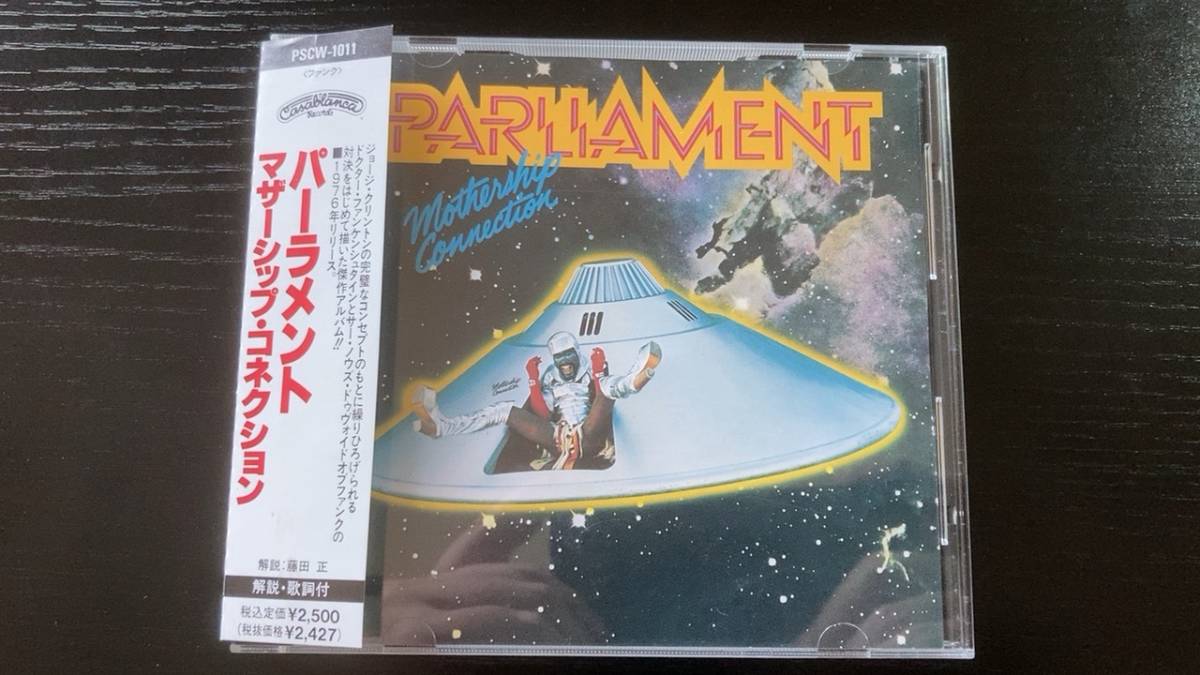 PSCW-1011
〈ファンク〉
Casablanca
Records
パーラメント
マザーシップ・コネクション
ジョージ・クリントンの完璧なコンセプトのもとに繰りひろげられる
ドクター・ファンケンシュタインとサー・ノウズ・ドゥヴォイドオブファンクの
対決をはじめて描いた傑作アルバム!!
■1976年リリース。
解説:藤田 正
解説・歌詞付
税込定価¥2,500
(税抜価格¥2,427)
PARLIAMENT
Mothership
Connection
Mothership
Connection